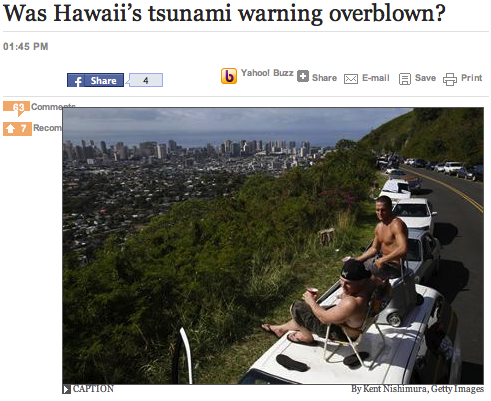 Was Hawaii's tsunami warning overblown?
01:45 PM
f Share 4
Yahoo! Buzz Share E-mail Save Print
63 Comments
7 Recom
CAPTION By Kent Nishimura, Getty Images